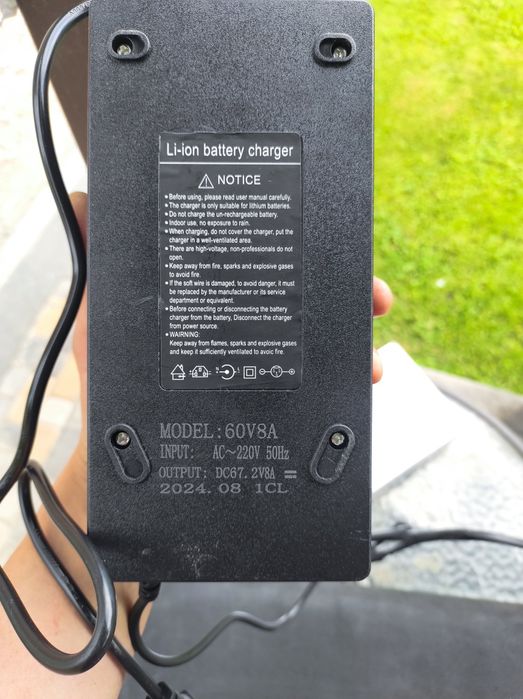 Li-ion battery charger
NOTICE
• Before using, please read user manual carefully.
• The charger is only suitable for lithium batteries.
• Do not charge the un-rechargeable battery.
• Indoor use, no exposure to rain.
• When charging, do not cover the charger, put the
charger in a well-ventilated area.
• There are high-voltage, non-professionals do not
open.
• Keep away from fire, sparks and explosive gases
to avoid fire.
• If the soft wire is damaged, to avoid danger, it must
be replaced by the manufacturer or its service
department or equivalent.
• Before connecting or disconnecting the battery
charger from the battery, Disconnect the charger
from power source.
• WAIRNING:
Keep away from flames, sparks and explosive gases
and keep it sufficiently ventilated to avoid fire.
MODEL:60V8A
INPUT: AC～220V 50Hz
OUTPUT: DC67.2V8A ⎓
2024.08 1CL